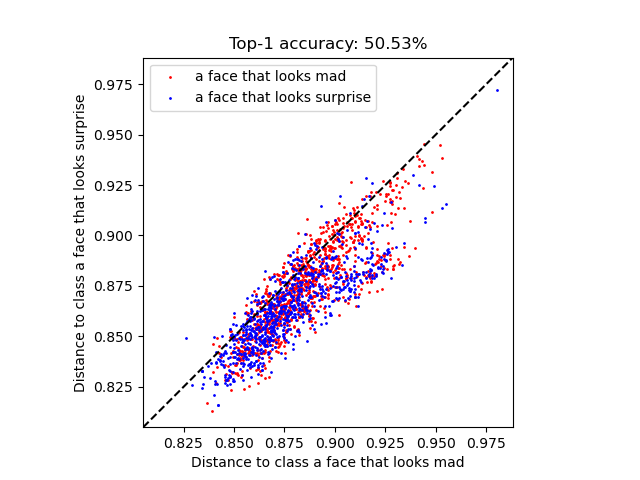 Top-1 accuracy: 50.53%
a face that looks mad
a face that looks surprise
Distance to class a face that looks surprise
0.975
0.950
0.925
0.900
0.875
0.850
0.825
0.825 0.850 0.875 0.900 0.925 0.950 0.975
Distance to class a face that looks mad